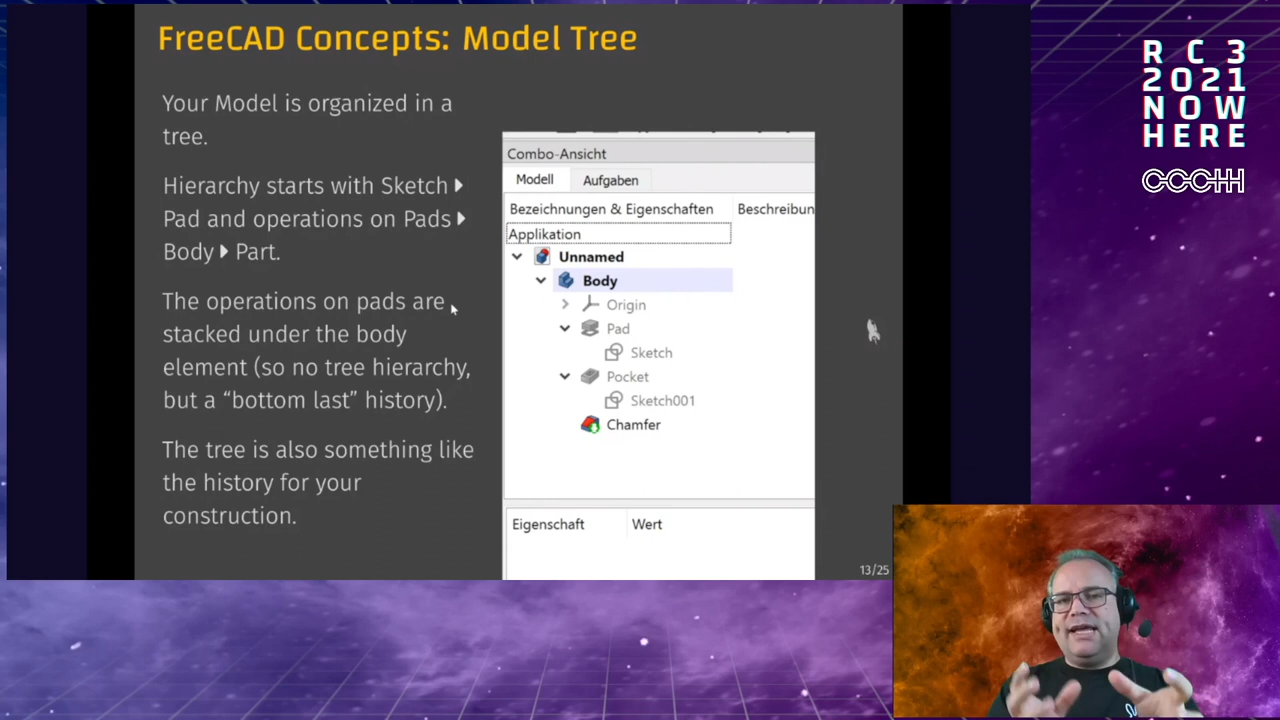 FreeCAD Concepts: Model Tree
Your Model is organized in a
tree.
Hierarchy starts with Sketch
Pad and operations on Pads
Body Part.
The operations on pads are
stacked under the body
element (so no tree hierarchy,
but a “bottom last” history).
The tree is also something like
the history for your
construction.
Combo-Ansicht
Modell Aufgaben
Bezeichnungen & Eigenschaften Beschreibun
Applikation
Unnamed
Body
Origin
Pad
Sketch
Pocket
Sketch001
Chamfer
Eigenschaft Wert
13/25
RC3
2021
NOW
HERE
CCCHH